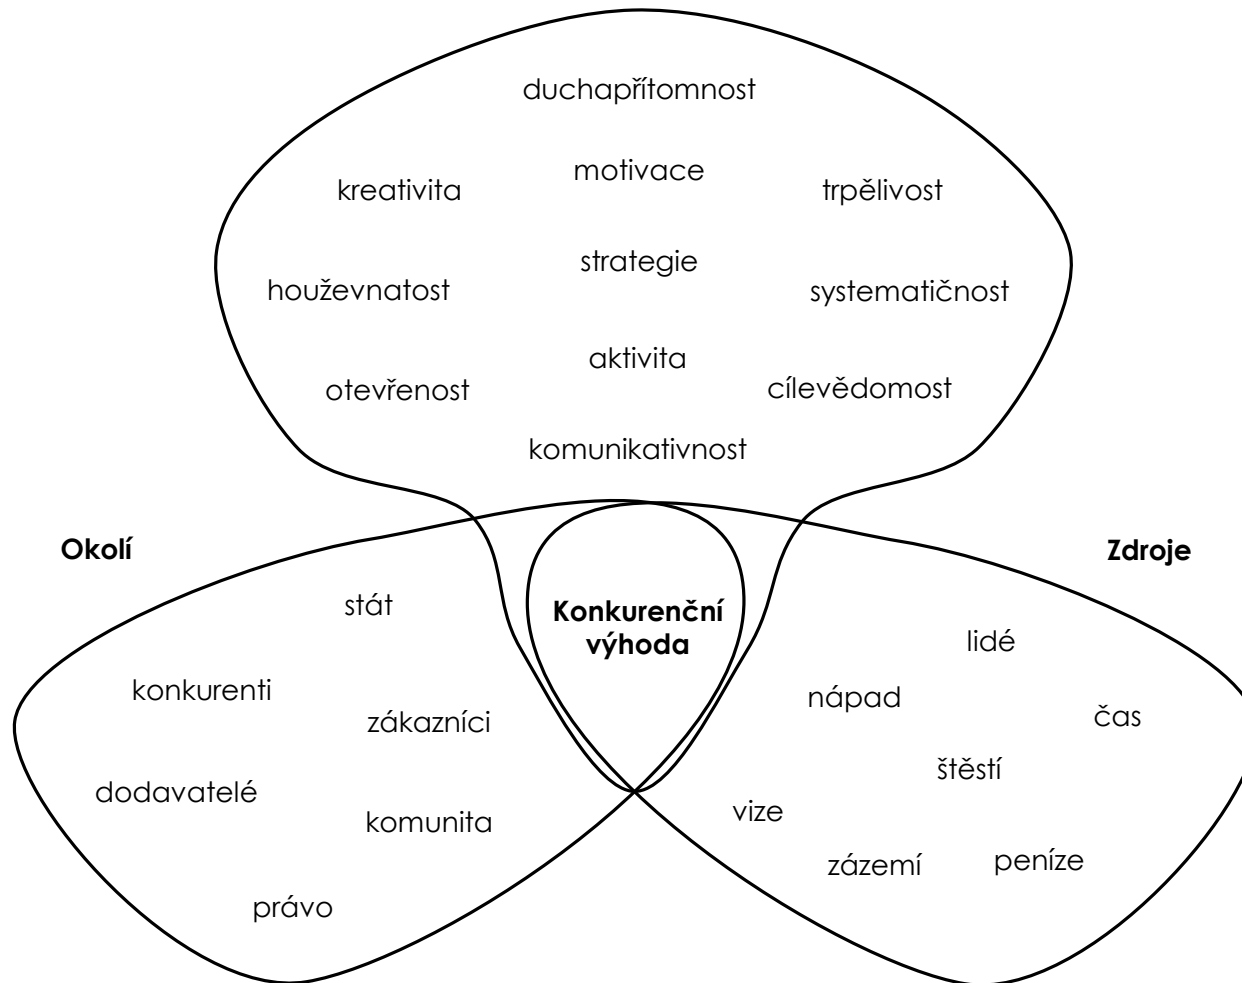 duchapřítomnost
motivace
kreativita
trpělivost
strategie
houževnatost
systematičnost
aktivita
otevřenost
cílevědomost
komunikativnost
Okolí
Zdroje
stát
Konkurenční
výhoda
lidé
konkurenti
nápad
zákazníci
čas
štěstí
dodavatelé
vize
komunita
zázemí
peníze
právo